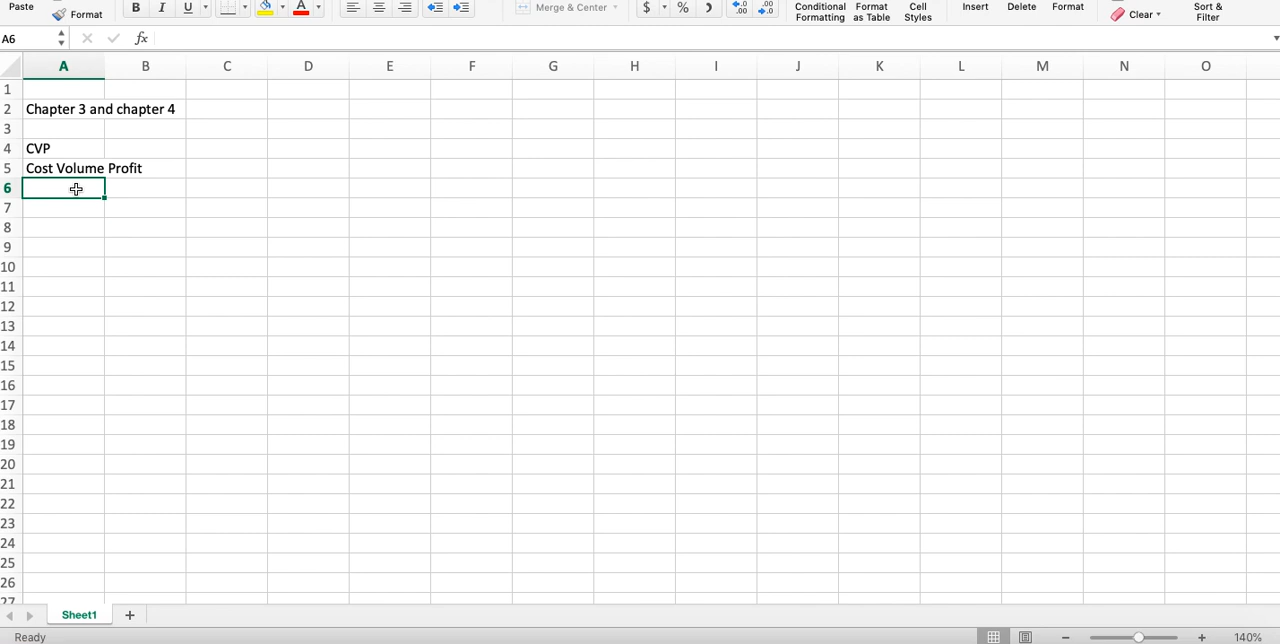 Paste
Format
B I U A
Merge & Center
$ %
Conditional Formatting
Format as Table
Cell Styles
Insert
Delete
Format
Clear
Sort & Filter
A6
fx
A B C D E F G H I J K L M N O
1
2 Chapter 3 and chapter 4
3
4 CVP
5 Cost Volume Profit
6
7
8
9
10
11
12
13
14
15
16
17
18
19
20
21
22
23
24
25
26
27
Sheet1 +
Ready
140%